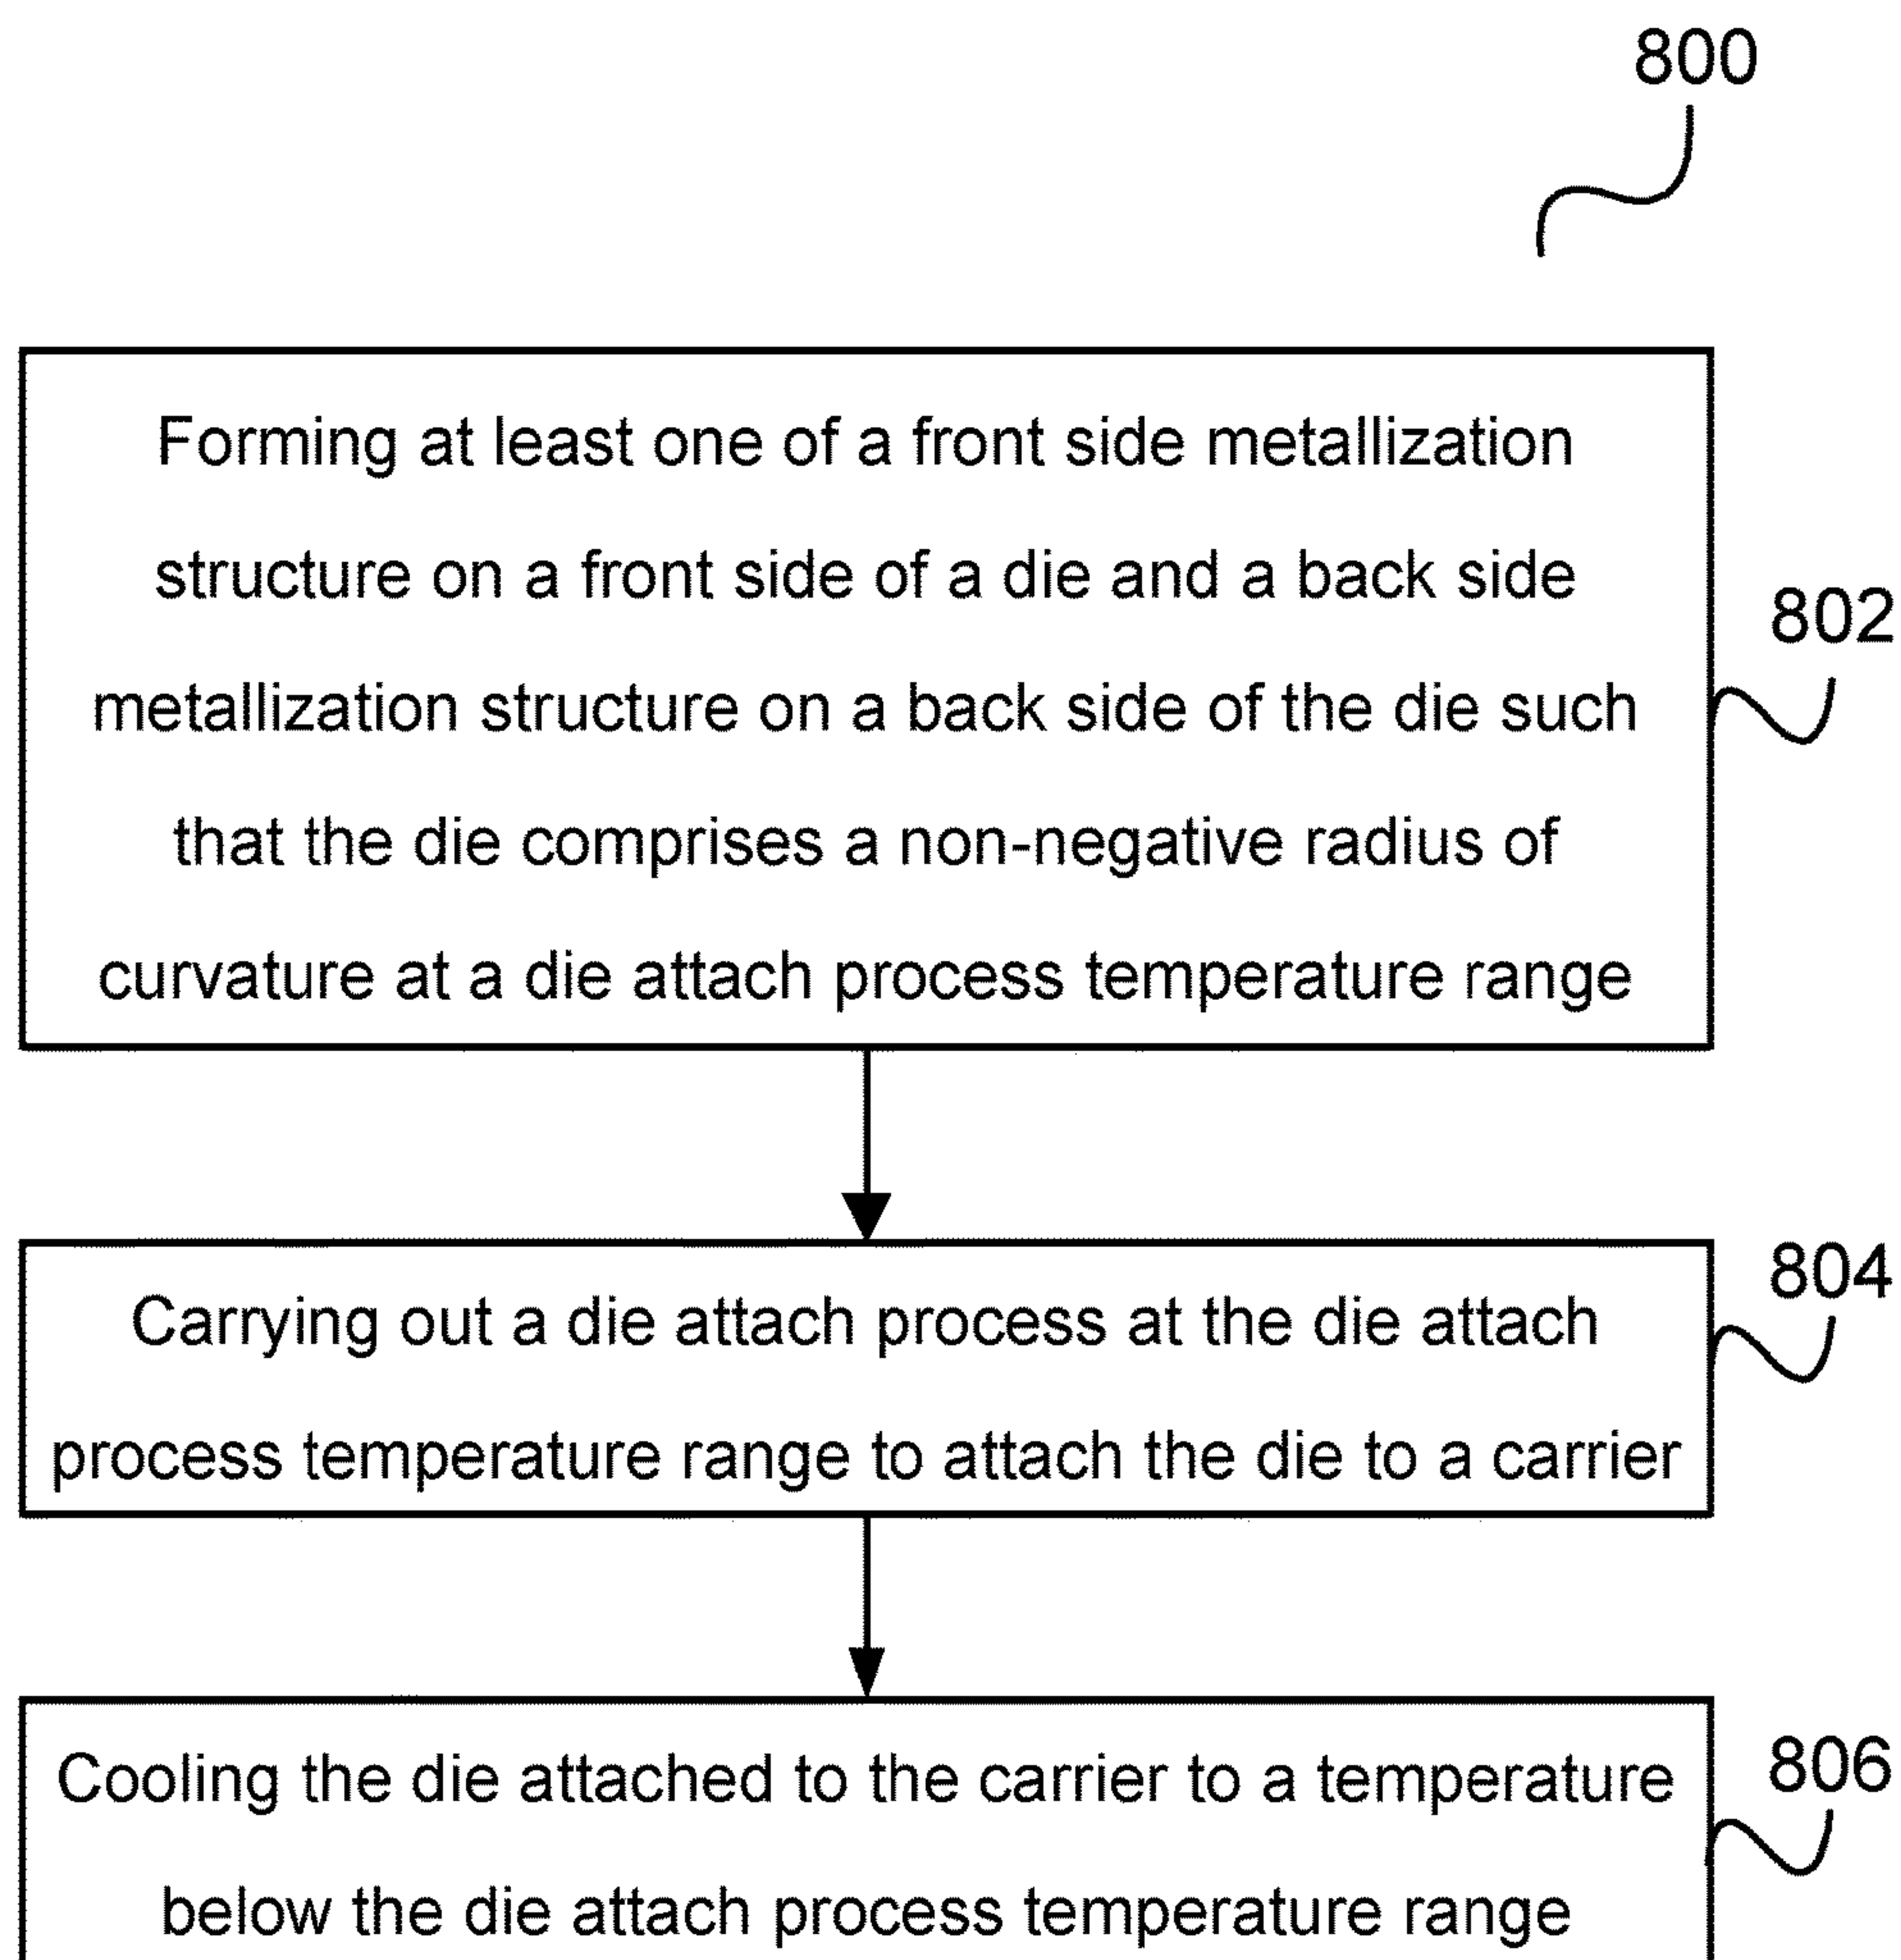 800
Forming at least one of a front side metallization
structure on a front side of a die and a back side
metallization structure on a back side of the die such
that the die comprises a non-negative radius of
curvature at a die attach process temperature range
802
Carrying out a die attach process at the die attach
process temperature range to attach the die to a carrier
804
Cooling the die attached to the carrier to a temperature
below the die attach process temperature range
806